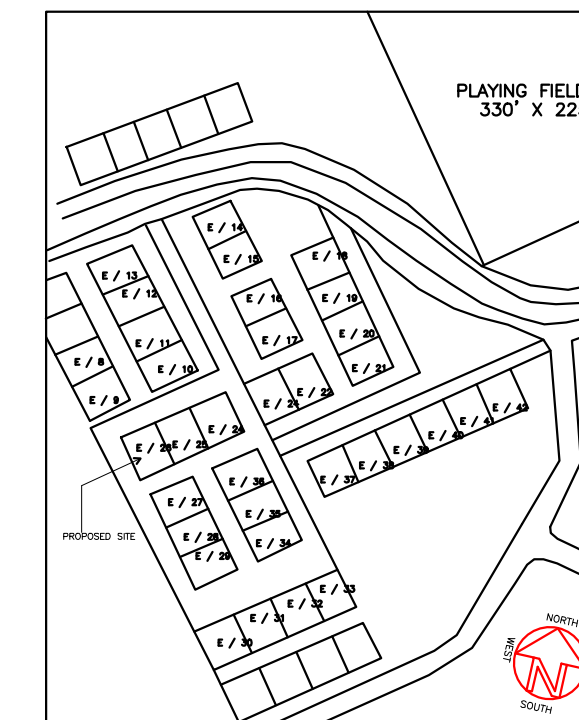 PLAYING FIELD
330' X 22
E / 14
E / 15
E / 18
E / 13
E / 12
E / 16
E / 19
E / 11
E / 17
E / 20
E / 8
E / 10
E / 21
E / 9
E / 24
E / 22
E / 42
E / 41
E / 40
E / 39
E / 38
E / 37
E / 24
E / 25
E / 26
E / 36
E / 27
E / 35
E / 28
E / 34
E / 29
PROPOSED SITE
E / 33
E / 32
E / 31
E / 30
NORTH
WEST
N
SOUTH